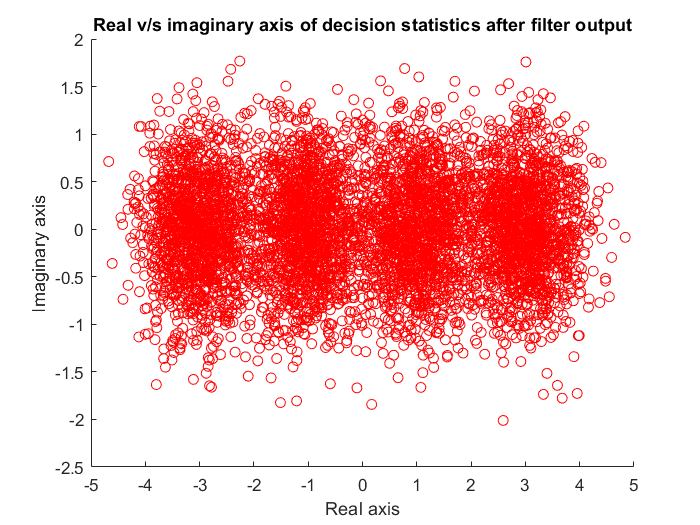 Real v/s imaginary axis of decision statistics after filter output
2
1.5
1
0.5
0
-0.5
-1
-1.5
-2
-2.5
Imaginary axis
-5 -4 -3 -2 -1 0 1 2 3 4 5
Real axis